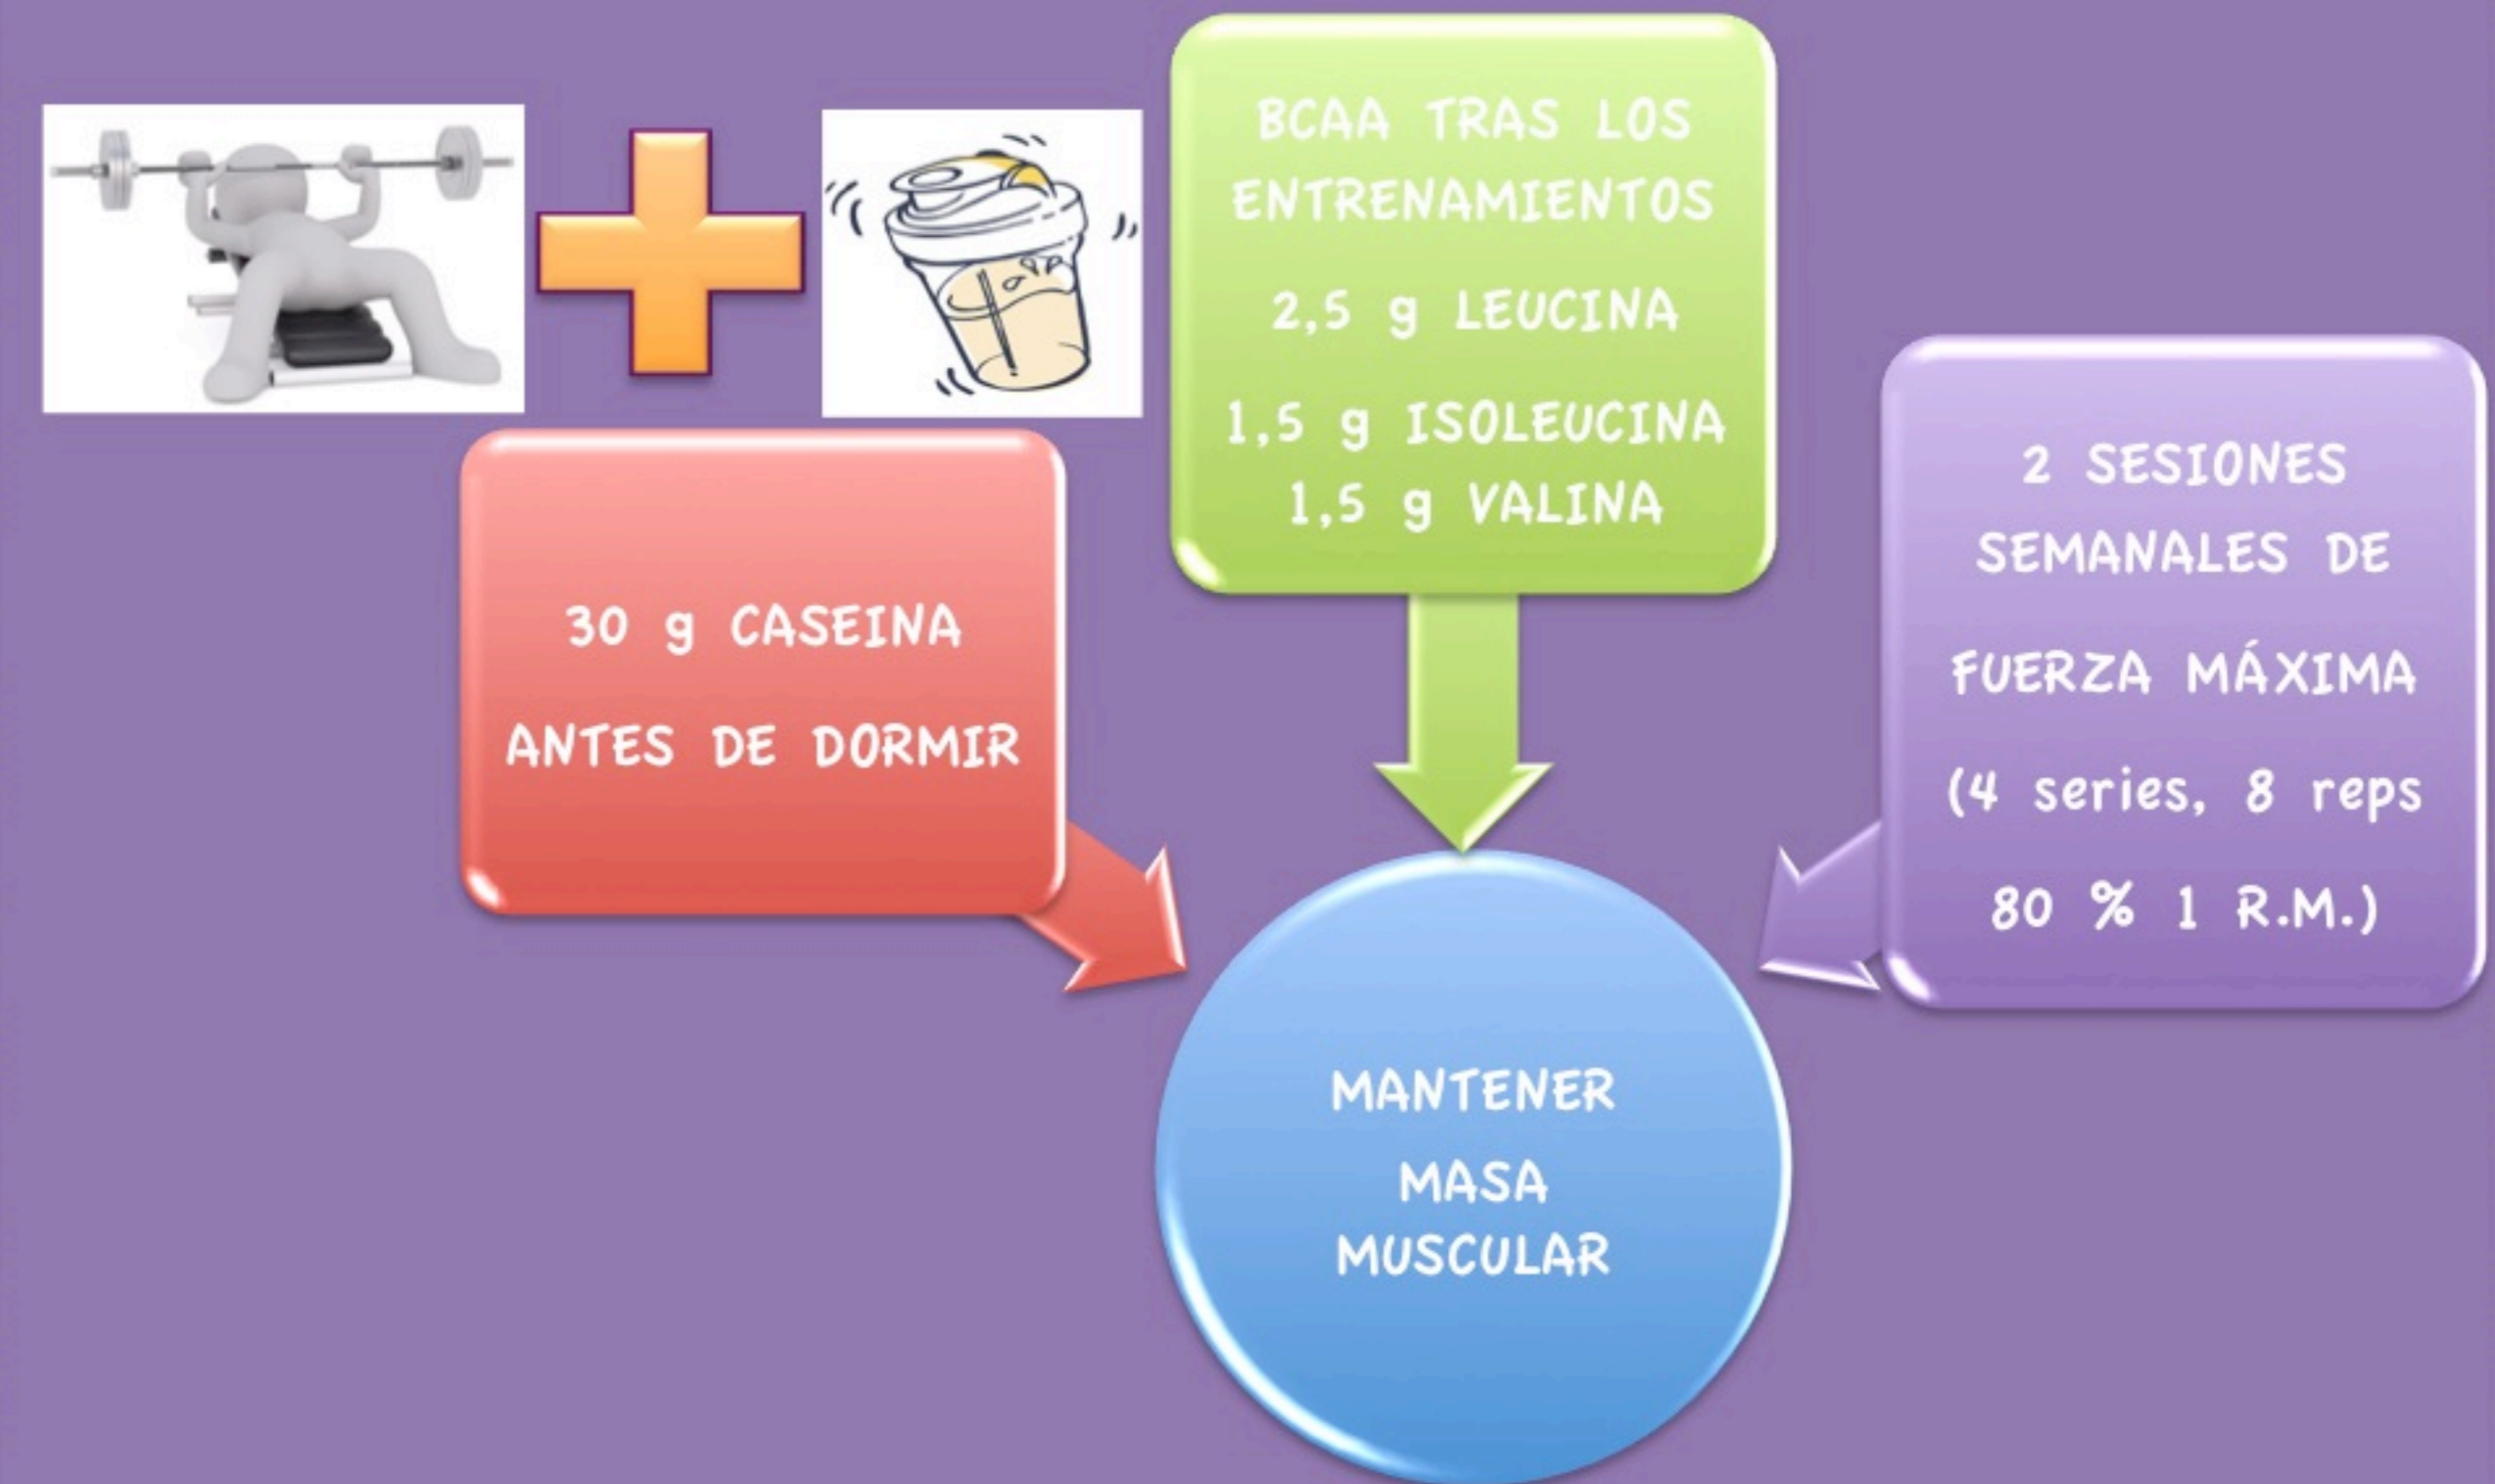 30 g CASEINA
ANTES DE DORMIR
BCAA TRAS LOS
ENTRENAMIENTOS
2,5 g LEUCINA
1,5 g ISOLEUCINA
1,5 g VALINA
2 SESIONES
SEMANALES DE
FUERZA MÁXIMA
(4 series, 8 reps
80 % 1 R.M.)
MANTENER
MASA
MUSCULAR